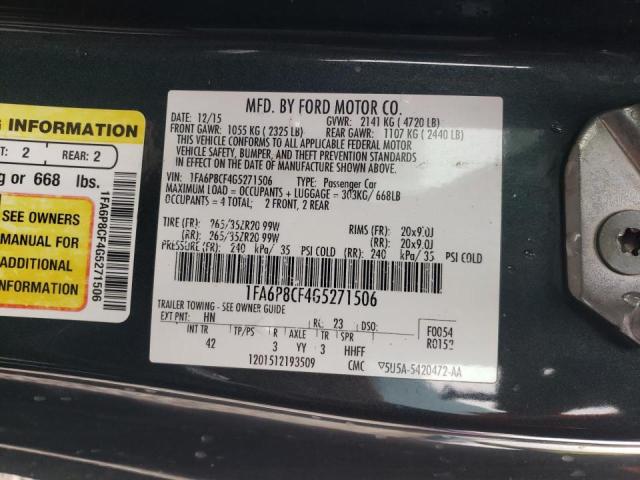 G INFORMATION
T: 2 REAR: 2
g or 668 lbs.
SEE OWNERS
MANUAL FOR
ADDITIONAL
INFORMATION
1FA6P8CF4G5271506
MFD. BY FORD MOTOR CO.
DATE: 12/15 GVWR: 2141 KG ( 4720 LB)
FRONT GAWR: 1055 KG ( 2325 LB) REAR GAWR: 1107 KG ( 2440 LB)
THIS VEHICLE CONFORMS TO ALL APPLICABLE FEDERAL MOTOR
VEHICLE SAFETY, BUMPER, AND THEFT PREVENTION STANDARDS
IN EFFECT ON THE DATE OF MANUFACTURE SHOWN ABOVE.
VIN: 1FA6P8CF4G5271506 TYPE: Passenger Car
MAXIMUM LOAD = OCCUPANTS + LUGGAGE = 303KG/ 668LB
OCCUPANTS = 4 TOTAL; 2 FRONT, 2 REAR
TIRE (FR): 265/35ZR20 99W RIMS (FR): 20x9.0J
(RR): 265/35ZR20 99W (RR): 20x9.0J
PRESSURE (FR): 240 kPa/ 35 PSI COLD (RR): 240 kPa/ 35 PSI COLD
1FA6P8CF4G5271506
TRAILER TOWING - SEE OWNER GUIDE
EXT PNT: HN RC: 23 DSO: F0054
INT TR TP/PS R AXLE TR SPR R0152
42 3 YY 3 HHFF
1201512193509 CMC 5U5A-5420472-AA